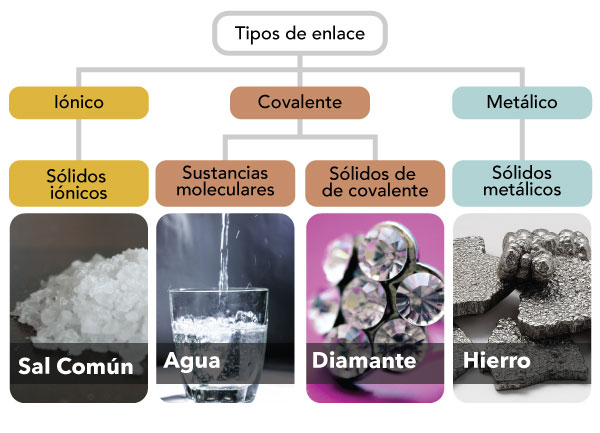 Tipos de enlace
Iónico
Covalente
Metálico
Sólidos
iónicos
Sustancias
moleculares
Sólidos de
de covalente
Sólidos
metálicos
Sal Común
Agua
Diamante
Hierro